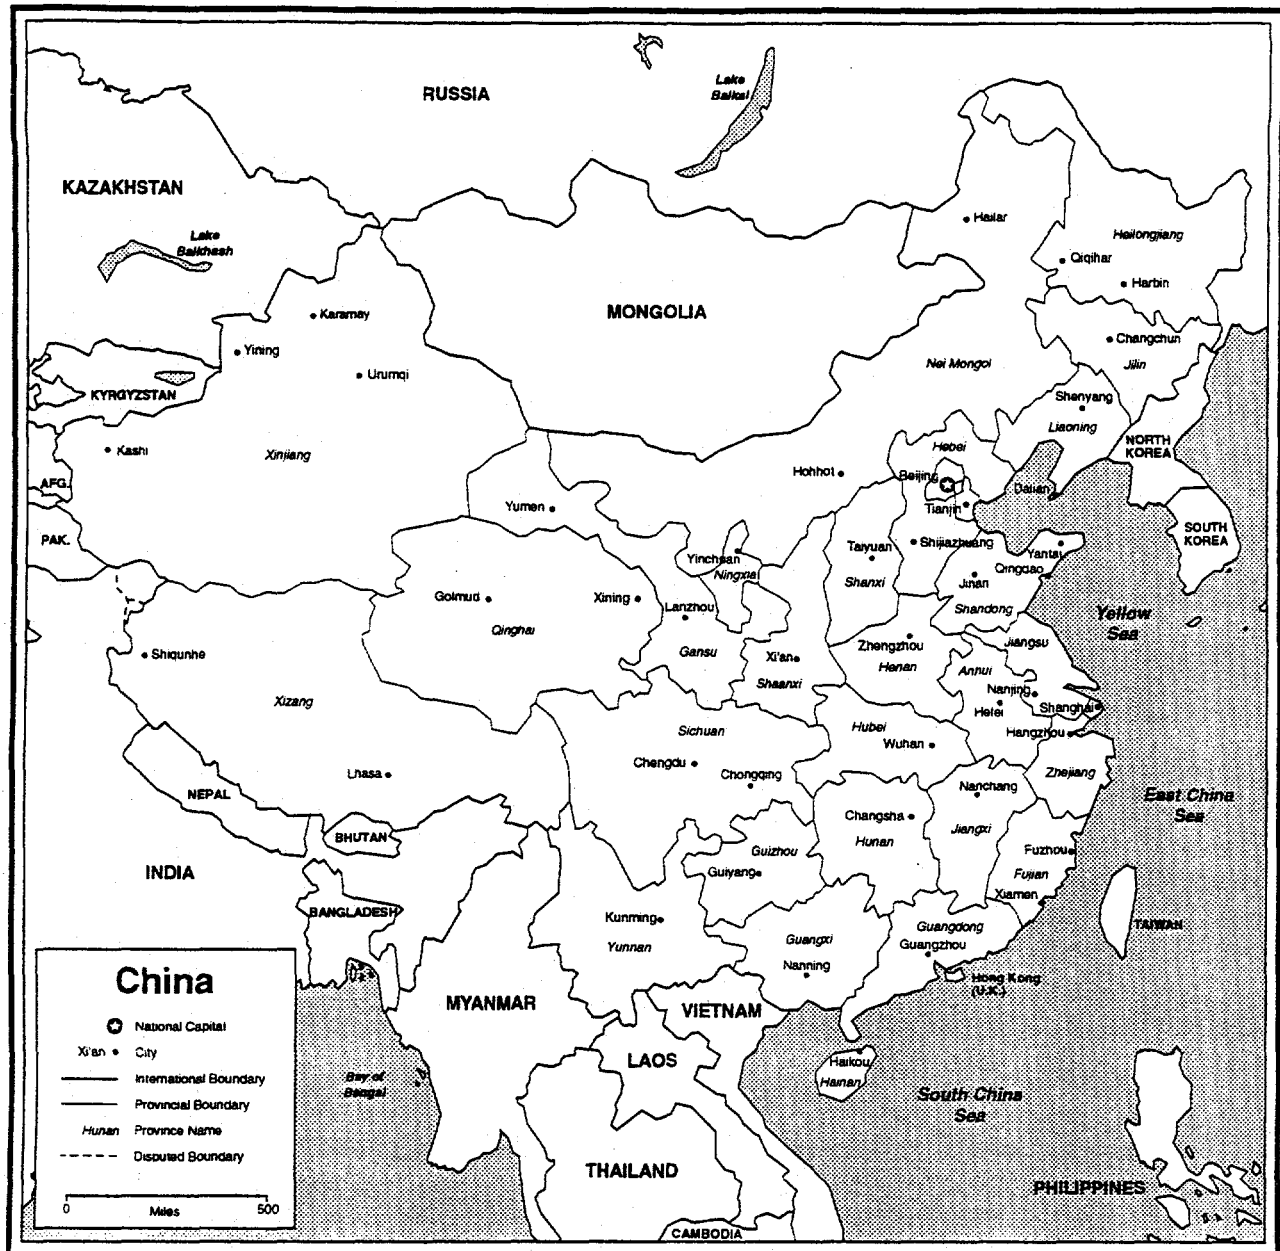 RUSSIA
Lake
Baikal
KAZAKHSTAN
Lake
Balkhash
Hailar
Heilongjiang
Qiqihar
Harbin
Karamay
MONGOLIA
Yining
Changchun
Nei Mongol
Jilin
Urumqi
KYRGYZSTAN
Shenyang
Liaoning
Kashi
Xinjiang
Hebei
NORTH
KOREA
Hohhot
Beijing
AFG.
Dalian
Yumen
Tianjin
PAK.
SOUTH
KOREA
Taiyuan
Shijiazhuang
Yantai
Yinchuan
Ningxia
Qingdao
Shanxi
Jinan
Golmud
Xining
Lanzhou
Shandong
Yellow
Sea
Qinghai
Zhengzhou
Jiangsu
Shiqunhe
Gansu
Xi'an
Henan
Anhui
Shaanxi
Nanjing
Xizang
Hefei
Shanghai
Sichuan
Hubei
Hangzhou
Wuhan
Chengdu
Lhasa
Chongqing
Zhejiang
Nanchang
NEPAL
East China
Sea
Changsha
BHUTAN
Hunan
Jiangxi
Guizhou
Fuzhou
INDIA
Guiyang
Fujian
Xiamen
BANGLADESH
Kunming
Guangdong
TAIWAN
Yunnan
Guangxi
Guangzhou
Nanning
Hong Kong
(U.K.)
MYANMAR
VIETNAM
LAOS
Haikou
Hainan
Bay of
Bengal
South China
Sea
THAILAND
PHILIPPINES
CAMBODIA
China
National Capital
Xi'an City
International Boundary
Provincial Boundary
Hunan Province Name
Disputed Boundary
0 Miles 500